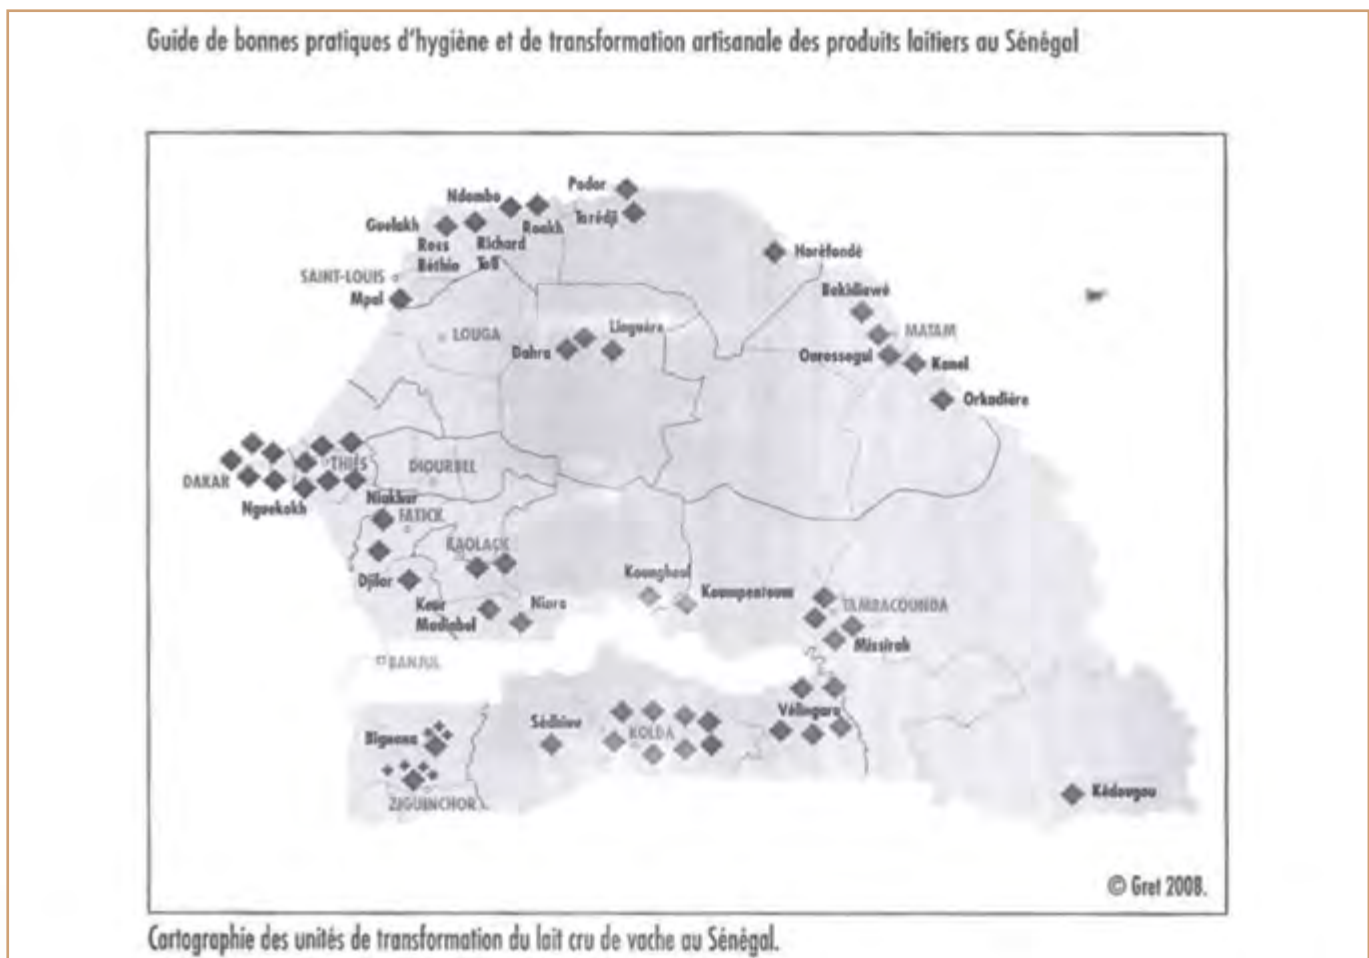 Guide de bonnes pratiques d'hygiène et de transformation artisanale des produits laitiers au Sénégal
Podor
Ndombo
Tarédji
Guelakh
Roakh
Ross
Béthio
Richard
Toll
Horéfondé
SAINT-LOUIS
Mpal
Bokidiawé
MATAM
LOUGA
Linguère
Dahra
Ourossogui
Kanel
Orkadiére
THIÈS
DIOURBEL
DAKAR
Nguekokh
Niakhar
FATICK
KAOLACK
Djilor
Koungheul
Koumpentoum
Keur
Madiabel
Nioro
TAMBACOUNDA
Missirah
BANJUL
Vélingara
Sédhiou
KOLDA
Bignona
ZIGUINCHOR
Kédougou
© Gret 2008.
Cartographie des unités de transformation du lait cru de vache au Sénégal.